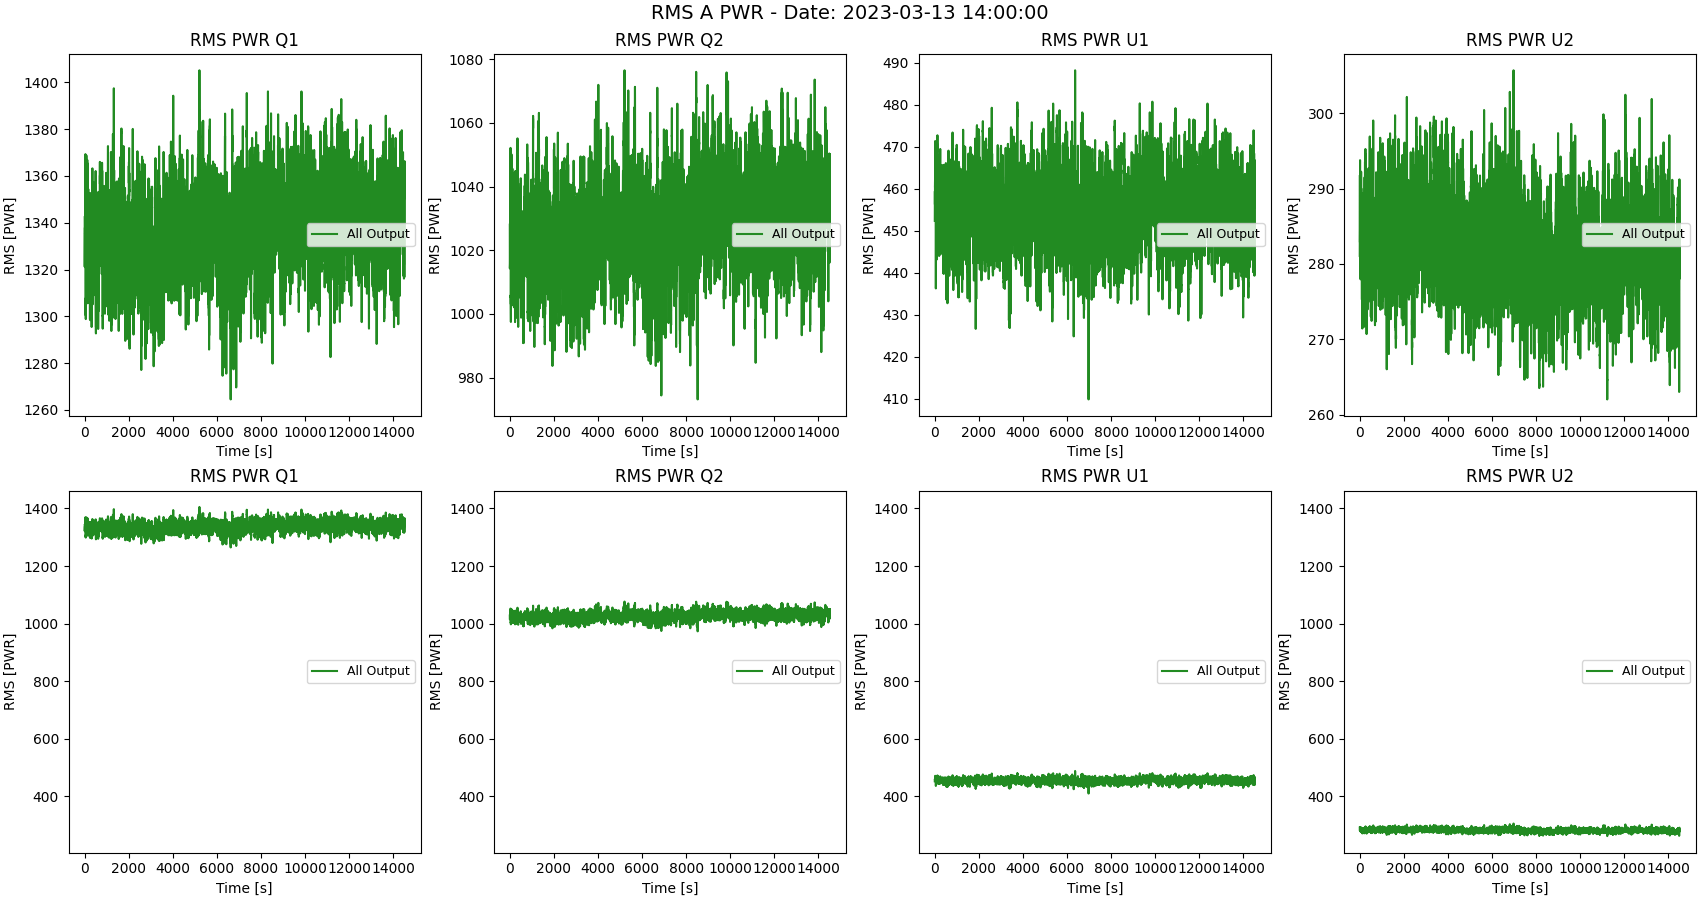 RMS A PWR - Date: 2023-03-13 14:00:00
RMS PWR Q1
RMS [PWR]
1400
1380
1360
1340
1320
1300
1280
1260
All Output
0 2000 4000 6000 8000 10000 12000 14000
Time [s]
RMS PWR Q2
RMS [PWR]
1080
1060
1040
1020
1000
980
All Output
0 2000 4000 6000 8000 10000 12000 14000
Time [s]
RMS PWR U1
RMS [PWR]
490
480
470
460
450
440
430
420
410
All Output
0 2000 4000 6000 8000 10000 12000 14000
Time [s]
RMS PWR U2
RMS [PWR]
300
290
280
270
260
All Output
0 2000 4000 6000 8000 10000 12000 14000
Time [s]
RMS PWR Q1
RMS [PWR]
1400
1200
1000
800
600
400
All Output
0 2000 4000 6000 8000 10000 12000 14000
Time [s]
RMS PWR Q2
RMS [PWR]
1400
1200
1000
800
600
400
All Output
0 2000 4000 6000 8000 10000 12000 14000
Time [s]
RMS PWR U1
RMS [PWR]
1400
1200
1000
800
600
400
All Output
0 2000 4000 6000 8000 10000 12000 14000
Time [s]
RMS PWR U2
RMS [PWR]
1400
1200
1000
800
600
400
All Output
0 2000 4000 6000 8000 10000 12000 14000
Time [s]